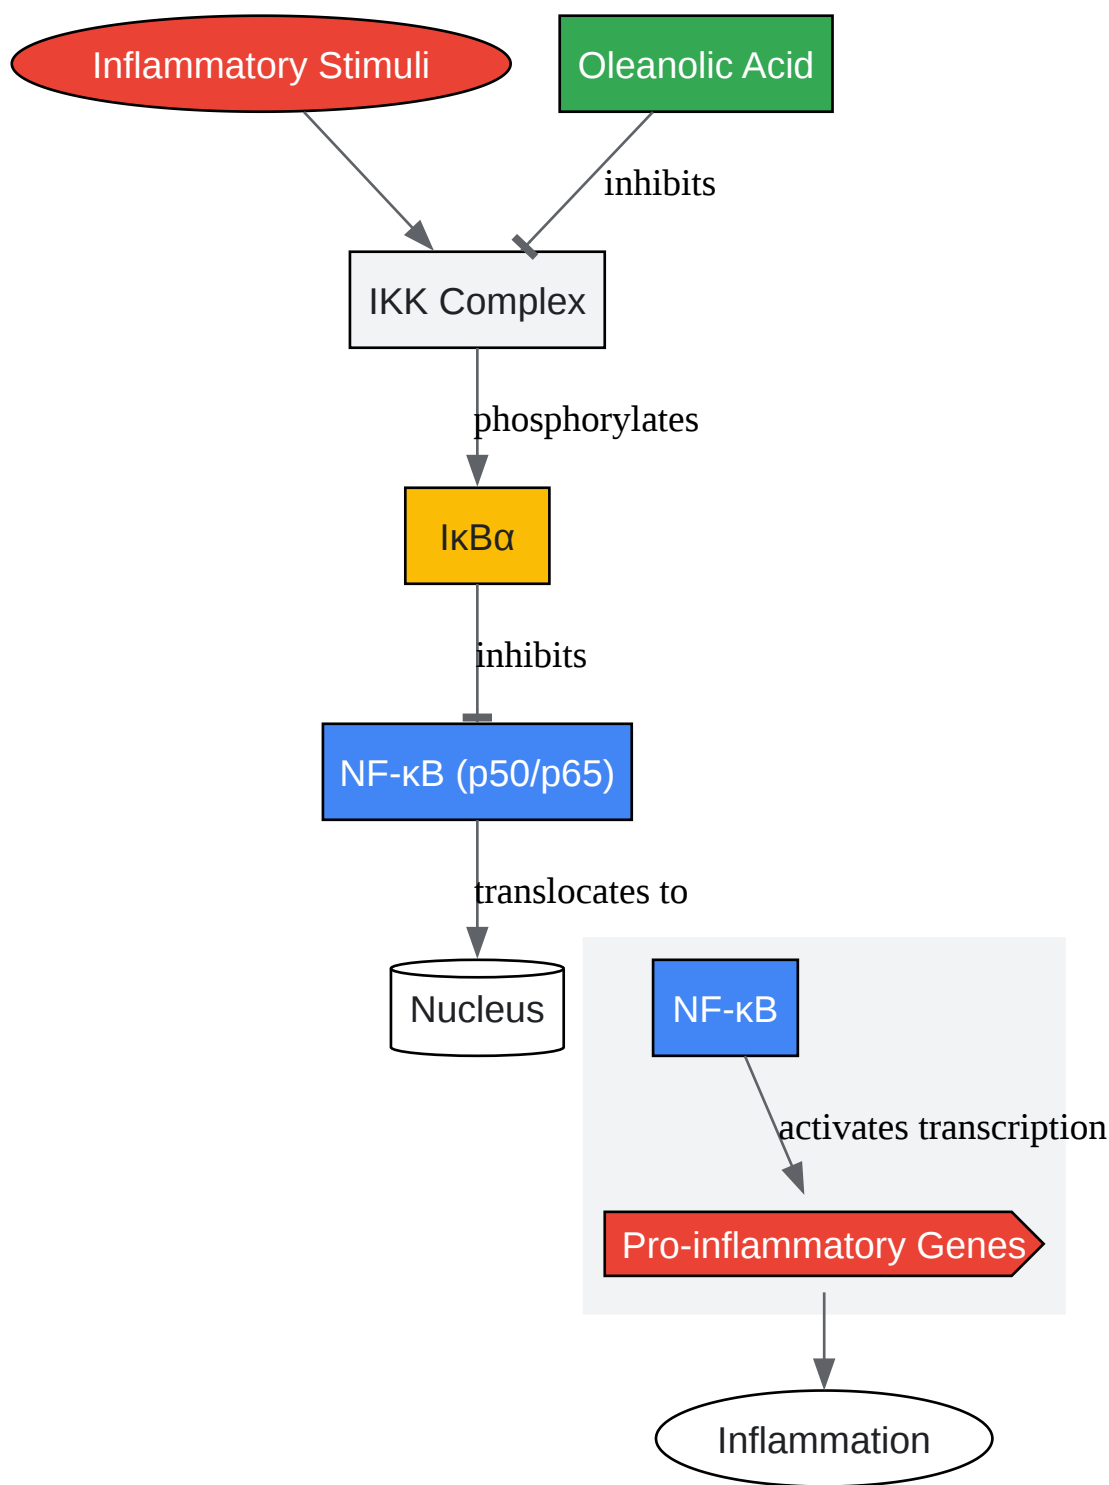 Inflammatory Stimuli
Oleanolic Acid
inhibits
IKK Complex
phosphorylates
IκBα
inhibits
NF-κB (p50/p65)
translocates to
Nucleus
NF-κB
activates transcription
Pro-inflammatory Genes
Inflammation